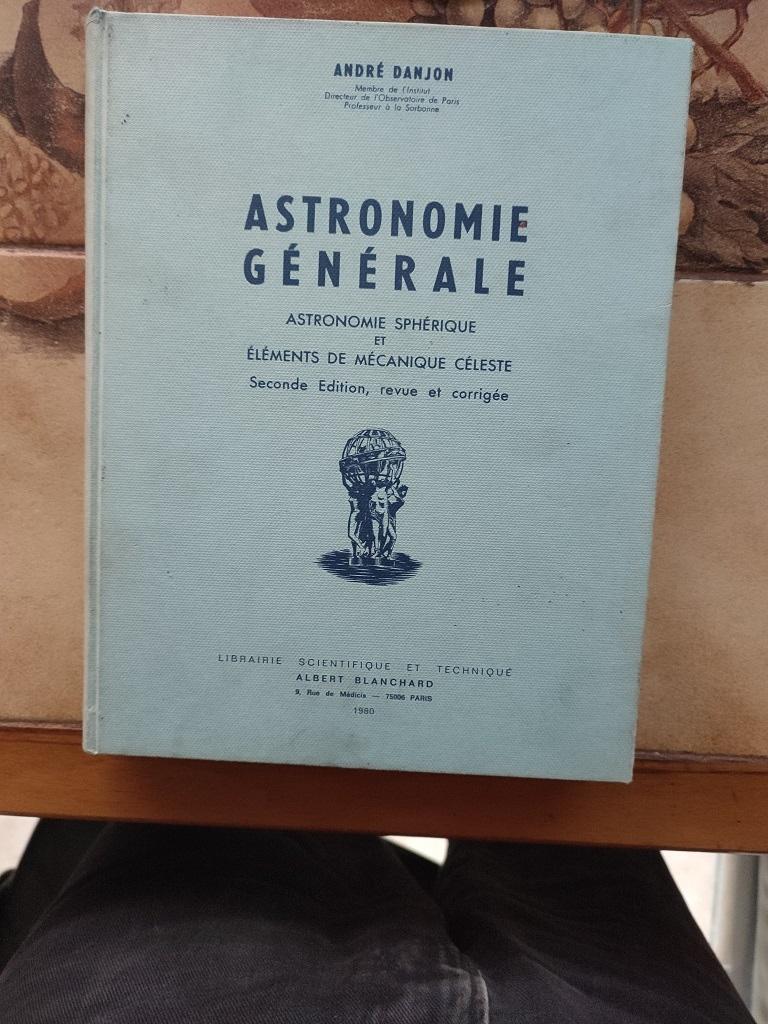 ANDRÉ DANJON
Membre de l'Institut
Directeur de l'Observatoire de Paris
Professeur à la Sorbonne
ASTRONOMIE
GÉNÉRALE
ASTRONOMIE SPHÉRIQUE
ET
ÉLÉMENTS DE MÉCANIQUE CÉLESTE
Seconde Edition, revue et corrigée
LIBRAIRIE SCIENTIFIQUE ET TECHNIQUE
ALBERT BLANCHARD
9, Rue de Médicis — 75006 PARIS
1980